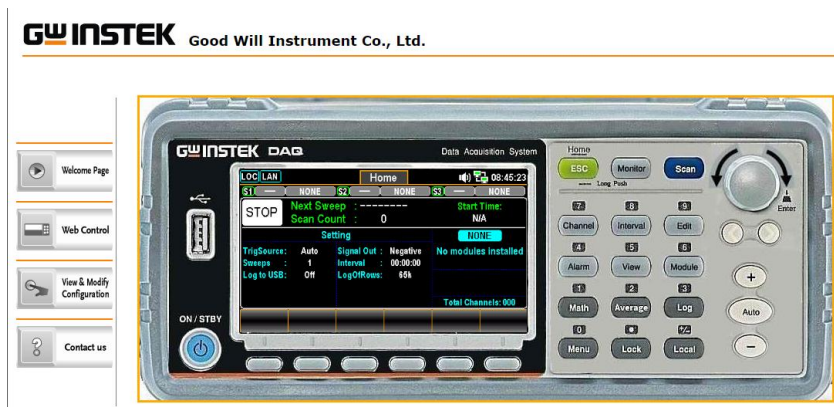 GWINSTEK Good Will Instrument Co., Ltd.
Welcome Page
Web Control
View & Modify
Configuration
Contact us
GWINSTEK DAQ
Data Acquisition System
LOC LAN Home 08:45:23
S1 — NONE S2 — NONE S3 — NONE
STOP
Next Sweep :--------
Scan Count : 0
Start Time:
N/A
Setting
TrigSource: Auto Signal Out : Negative
Sweeps : 1 Interval : 00:00:00
Log to USB: Off LogOfRows: 65k
NONE
No modules installed
Total Channels: 000
ON / STBY
Home
ESC Monitor Scan
Long Push
Enter
7 8 9
Channel Interval Edit
4 5 6
Alarm View Module
1 2 3
Math Average Log
0 +/-
Menu Lock Local
+
Auto
−